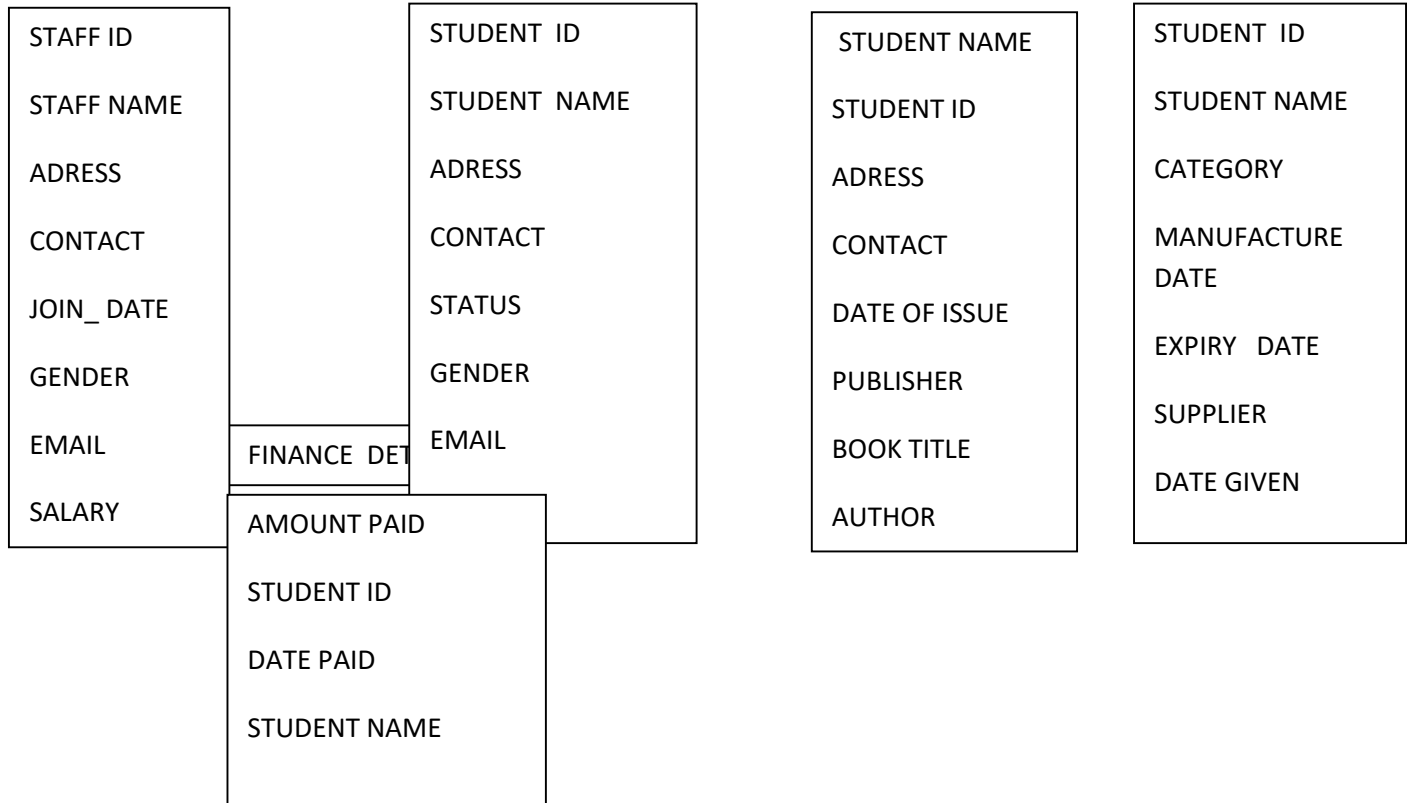 STAFF ID
STAFF NAME
ADRESS
CONTACT
JOIN_ DATE
GENDER
EMAIL
SALARY
STUDENT  ID
STUDENT  NAME
ADRESS
CONTACT
STATUS
GENDER
EMAIL
FINANCE
AMOUNT PAID
STUDENT ID
DATE PAID
STUDENT NAME
STUDENT NAME
STUDENT ID
ADRESS
CONTACT
DATE OF ISSUE
PUBLISHER
BOOK TITLE
AUTHOR
STUDENT  ID
STUDENT NAME
CATEGORY
MANUFACTURE
DATE
EXPIRY   DATE
SUPPLIER
DATE GIVEN